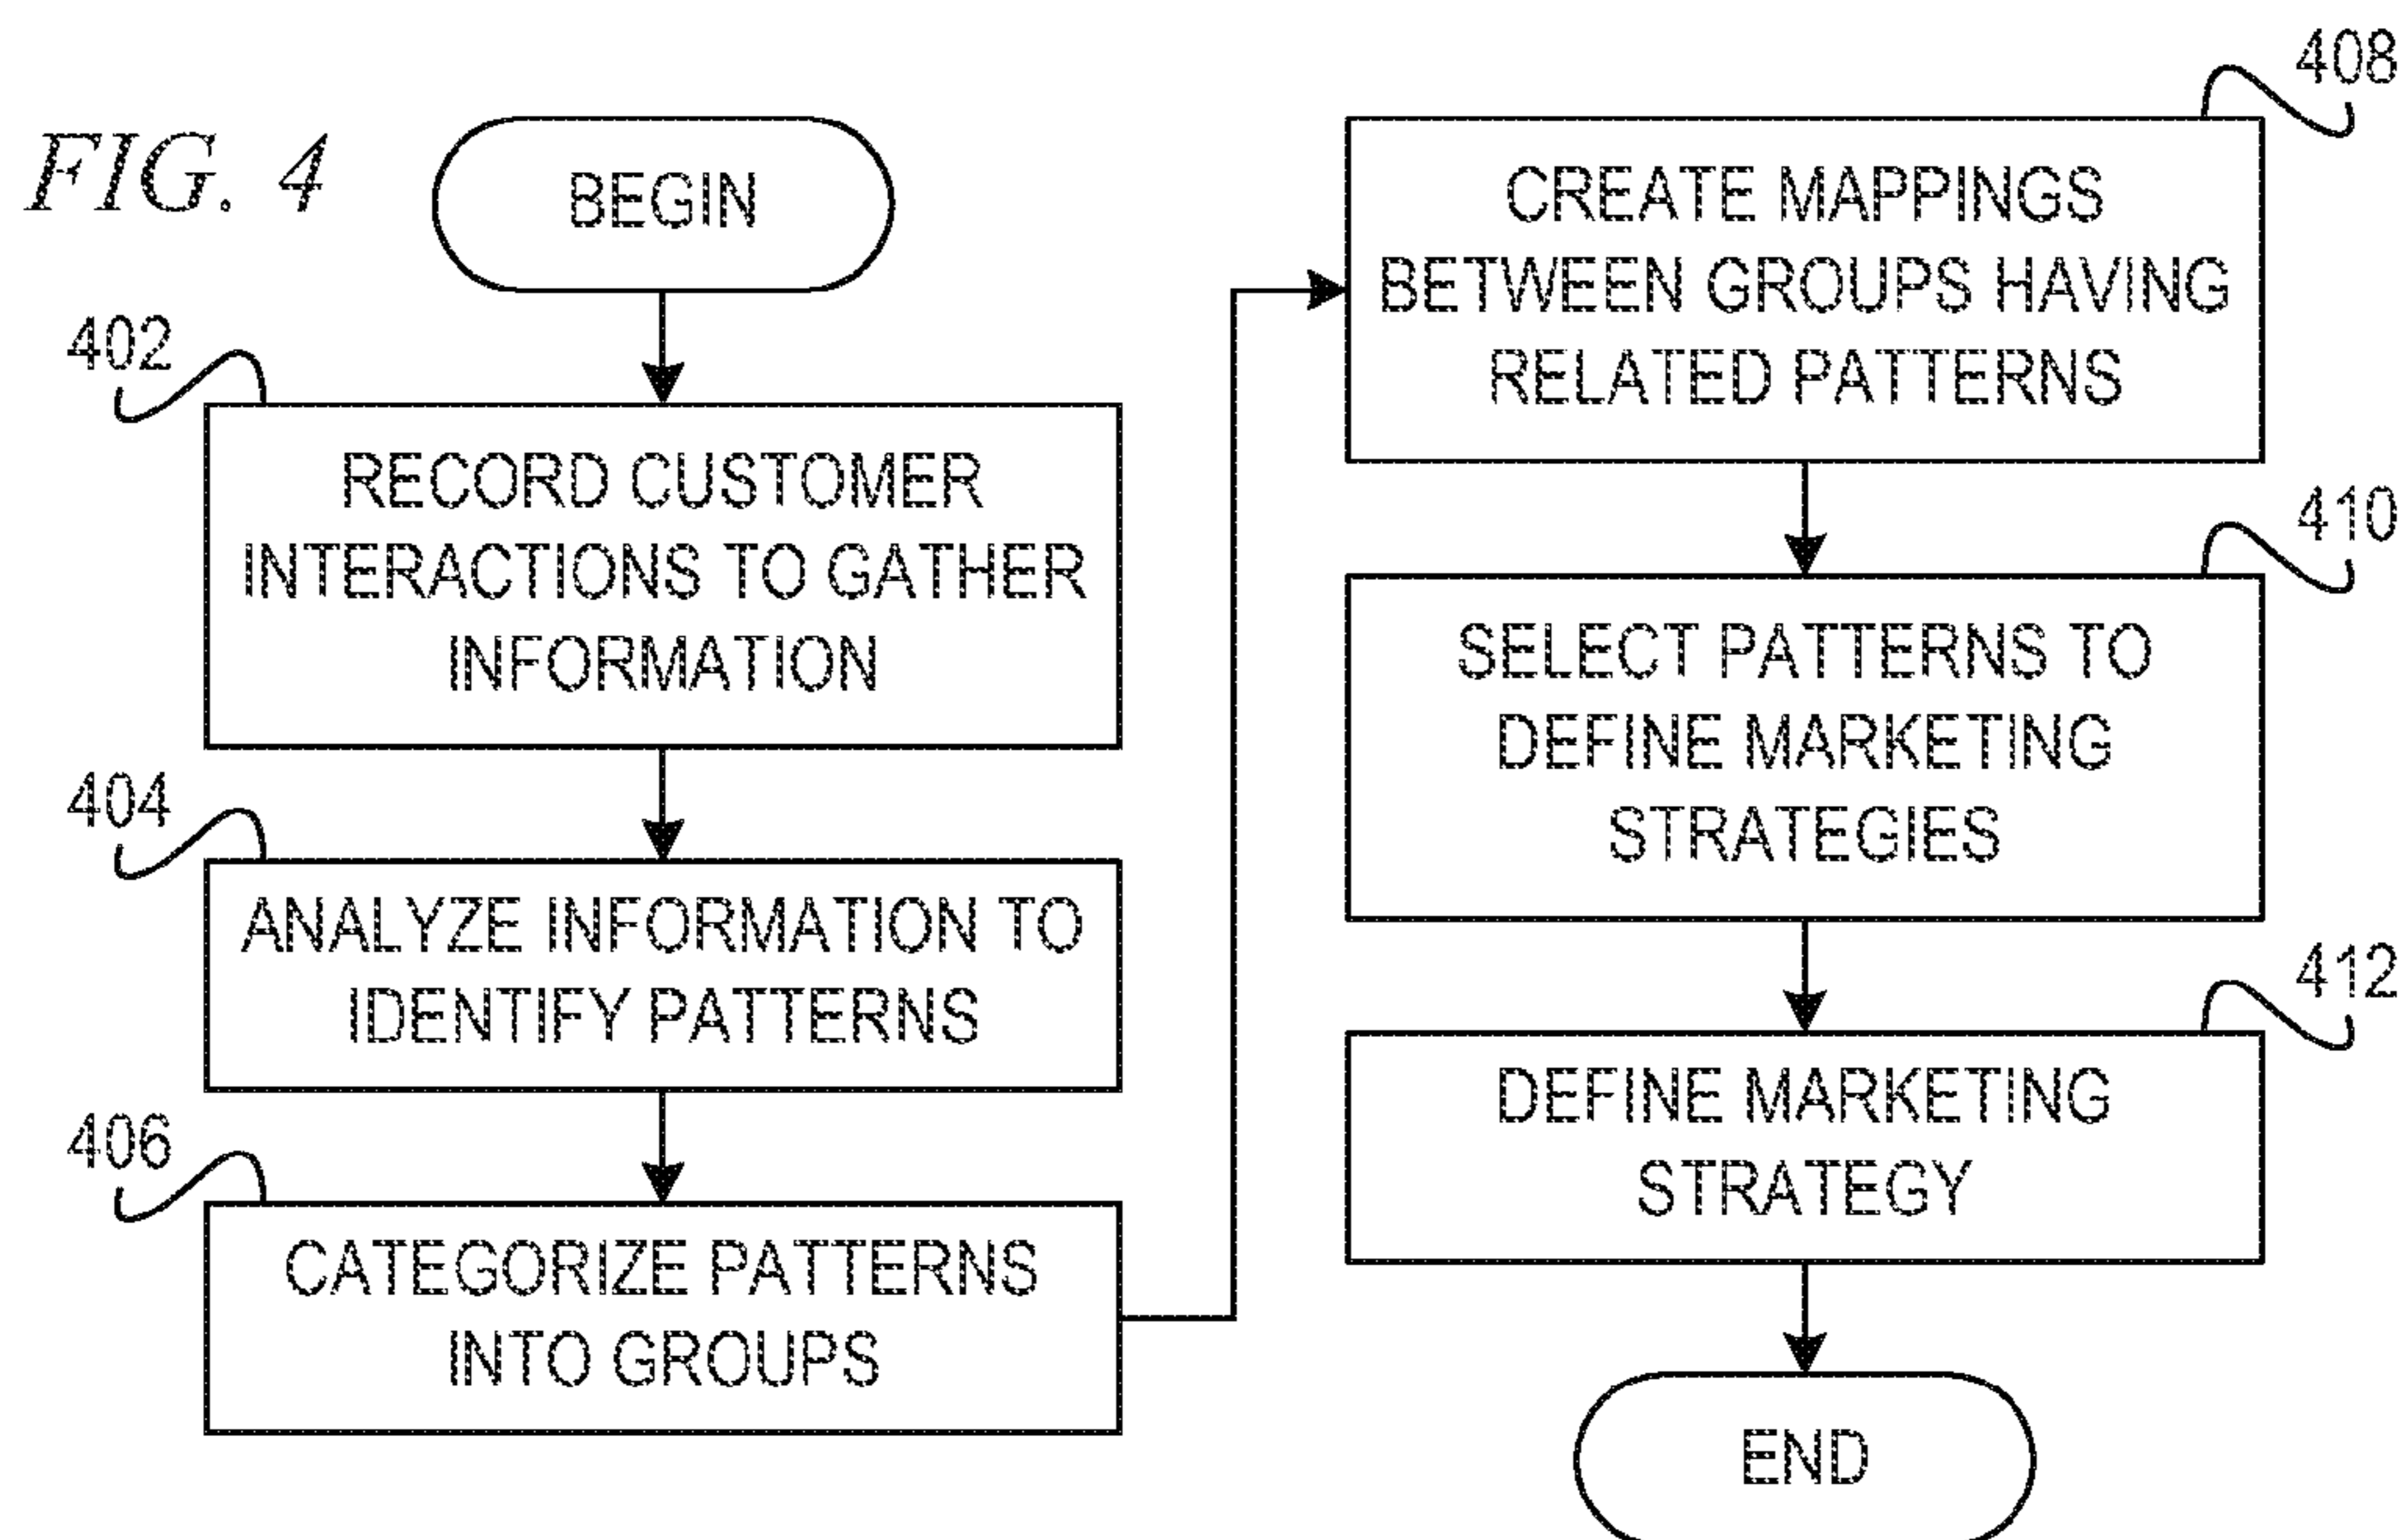 FIG. 4
BEGIN
402
RECORD CUSTOMER
INTERACTIONS TO GATHER
INFORMATION
404
ANALYZE INFORMATION TO
IDENTIFY PATTERNS
406
CATEGORIZE PATTERNS
INTO GROUPS
408
CREATE MAPPINGS
BETWEEN GROUPS HAVING
RELATED PATTERNS
410
SELECT PATTERNS TO
DEFINE MARKETING
STRATEGIES
412
DEFINE MARKETING
STRATEGY
END